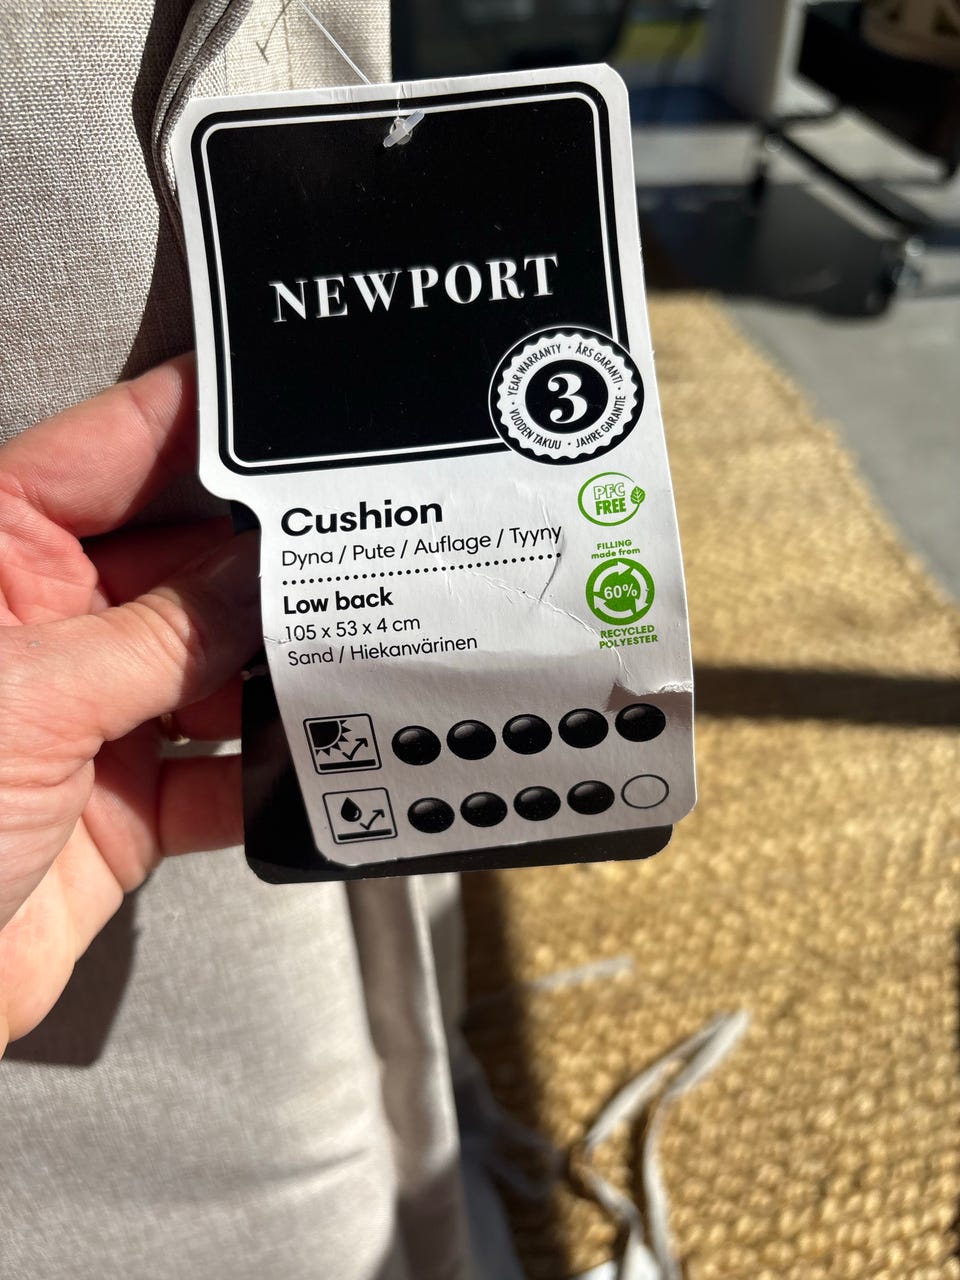 NEWPORT
YEAR WARRANTY · ÅRS GARANTI · JAHRE GARANTIE · VUODEN TAKUU ·
3
Cushion
Dyna / Pute / Auflage / Tyyny
Low back
105 x 53 x 4 cm
Sand / Hiekanvärinen
PFC
FREE
FILLING
made from
60%
RECYCLED
POLYESTER